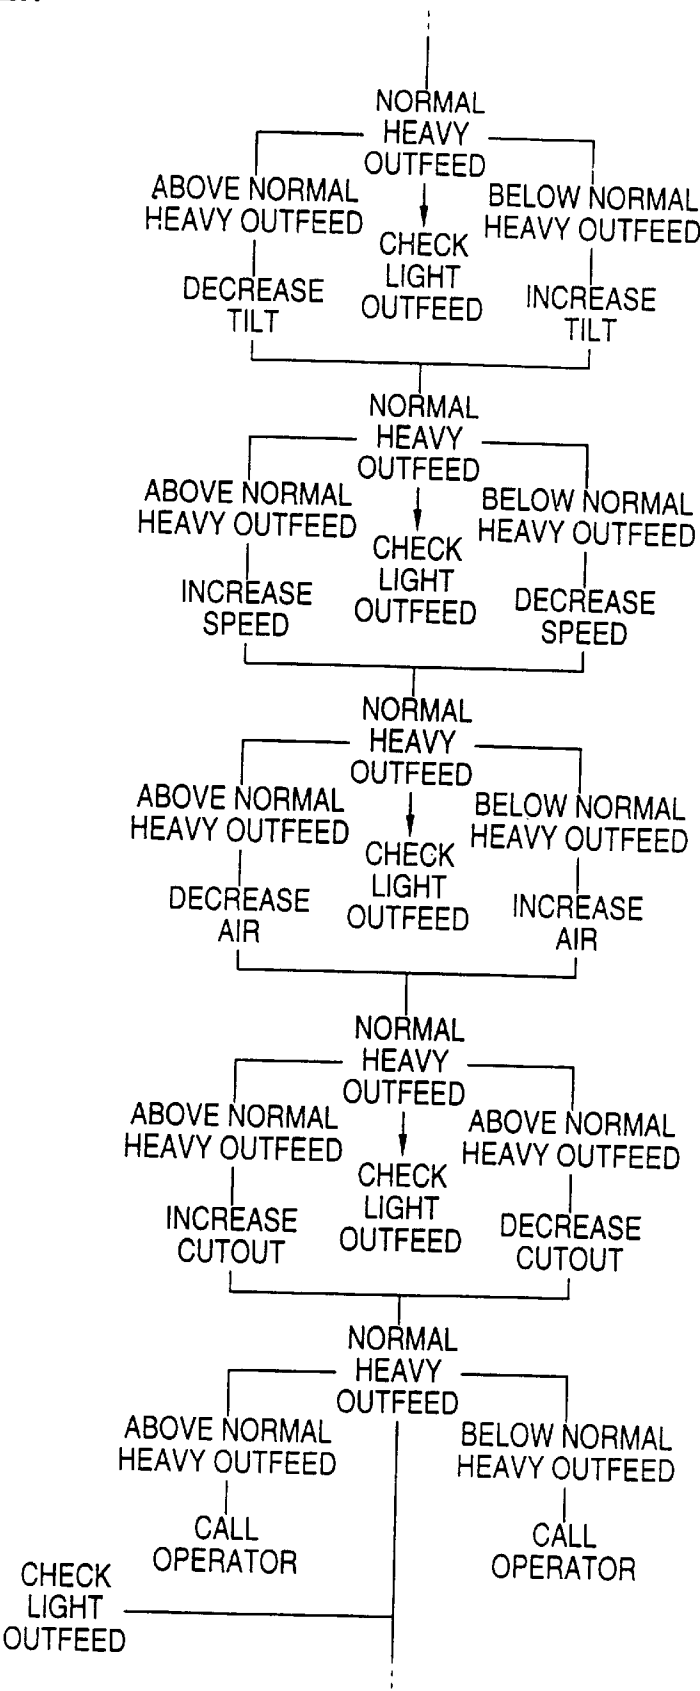 NORMAL
HEAVY
OUTFEED
ABOVE NORMAL
HEAVY OUTFEED
DECREASE
TILT
CHECK
LIGHT
OUTFEED
BELOW NORMAL
HEAVY OUTFEED
INCREASE
TILT
NORMAL
HEAVY
OUTFEED
ABOVE NORMAL
HEAVY OUTFEED
INCREASE
SPEED
CHECK
LIGHT
OUTFEED
BELOW NORMAL
HEAVY OUTFEED
DECREASE
SPEED
NORMAL
HEAVY
OUTFEED
ABOVE NORMAL
HEAVY OUTFEED
DECREASE
AIR
CHECK
LIGHT
OUTFEED
BELOW NORMAL
HEAVY OUTFEED
INCREASE
AIR
NORMAL
HEAVY
OUTFEED
ABOVE NORMAL
HEAVY OUTFEED
INCREASE
CUTOUT
CHECK
LIGHT
OUTFEED
ABOVE NORMAL
HEAVY OUTFEED
DECREASE
CUTOUT
NORMAL
HEAVY
OUTFEED
ABOVE NORMAL
HEAVY OUTFEED
CALL
OPERATOR
BELOW NORMAL
HEAVY OUTFEED
CALL
OPERATOR
CHECK
LIGHT
OUTFEED